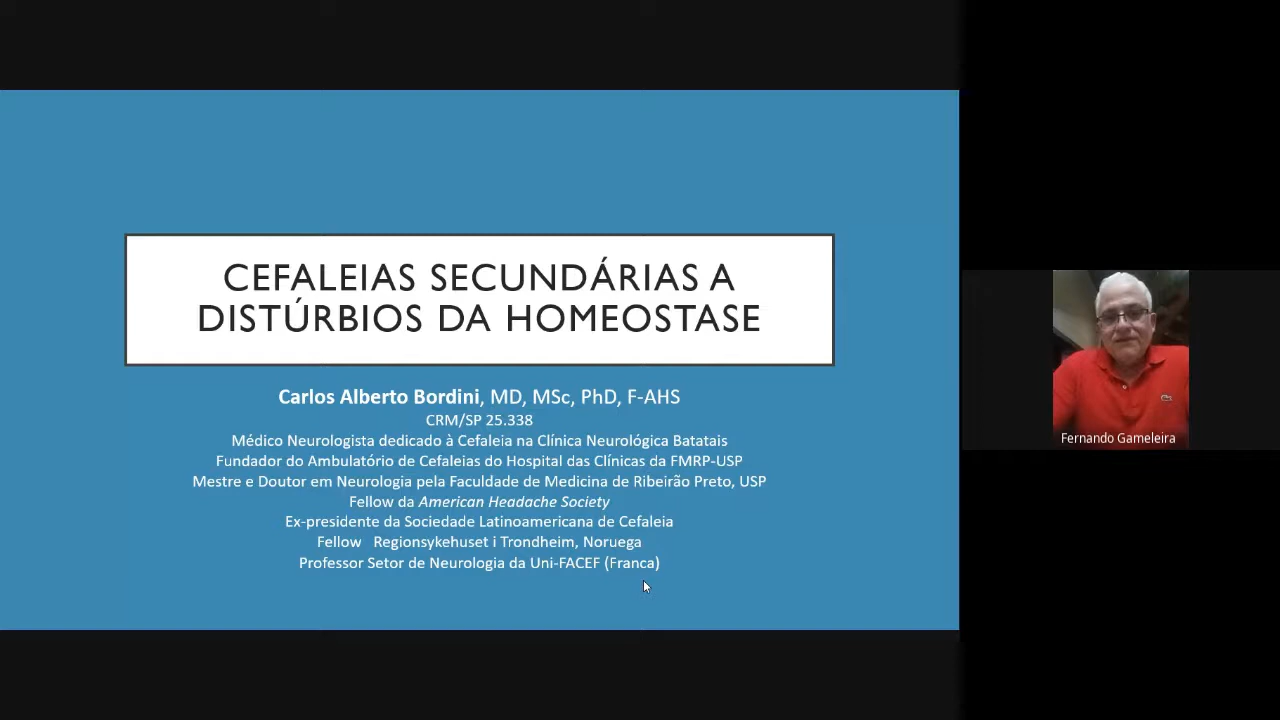 CEFALEIAS SECUNDÁRIAS A
DISTÚRBIOS DA HOMEOSTASE
Carlos Alberto Bordini, MD, MSc, PhD, F-AHS
CRM/SP 25.338
Médico Neurologista dedicado à Cefaleia na Clínica Neurológica Batatais
Fundador do Ambulatório de Cefaleias do Hospital das Clínicas da FMRP-USP
Mestre e Doutor em Neurologia pela Faculdade de Medicina de Ribeirão Preto, USP
Fellow da American Headache Society
Ex-presidente da Sociedade Latinoamericana de Cefaleia
Fellow Regionsykehuset i Trondheim, Noruega
Professor Setor de Neurologia da Uni-FACEF (Franca)
Fernando Gameleira